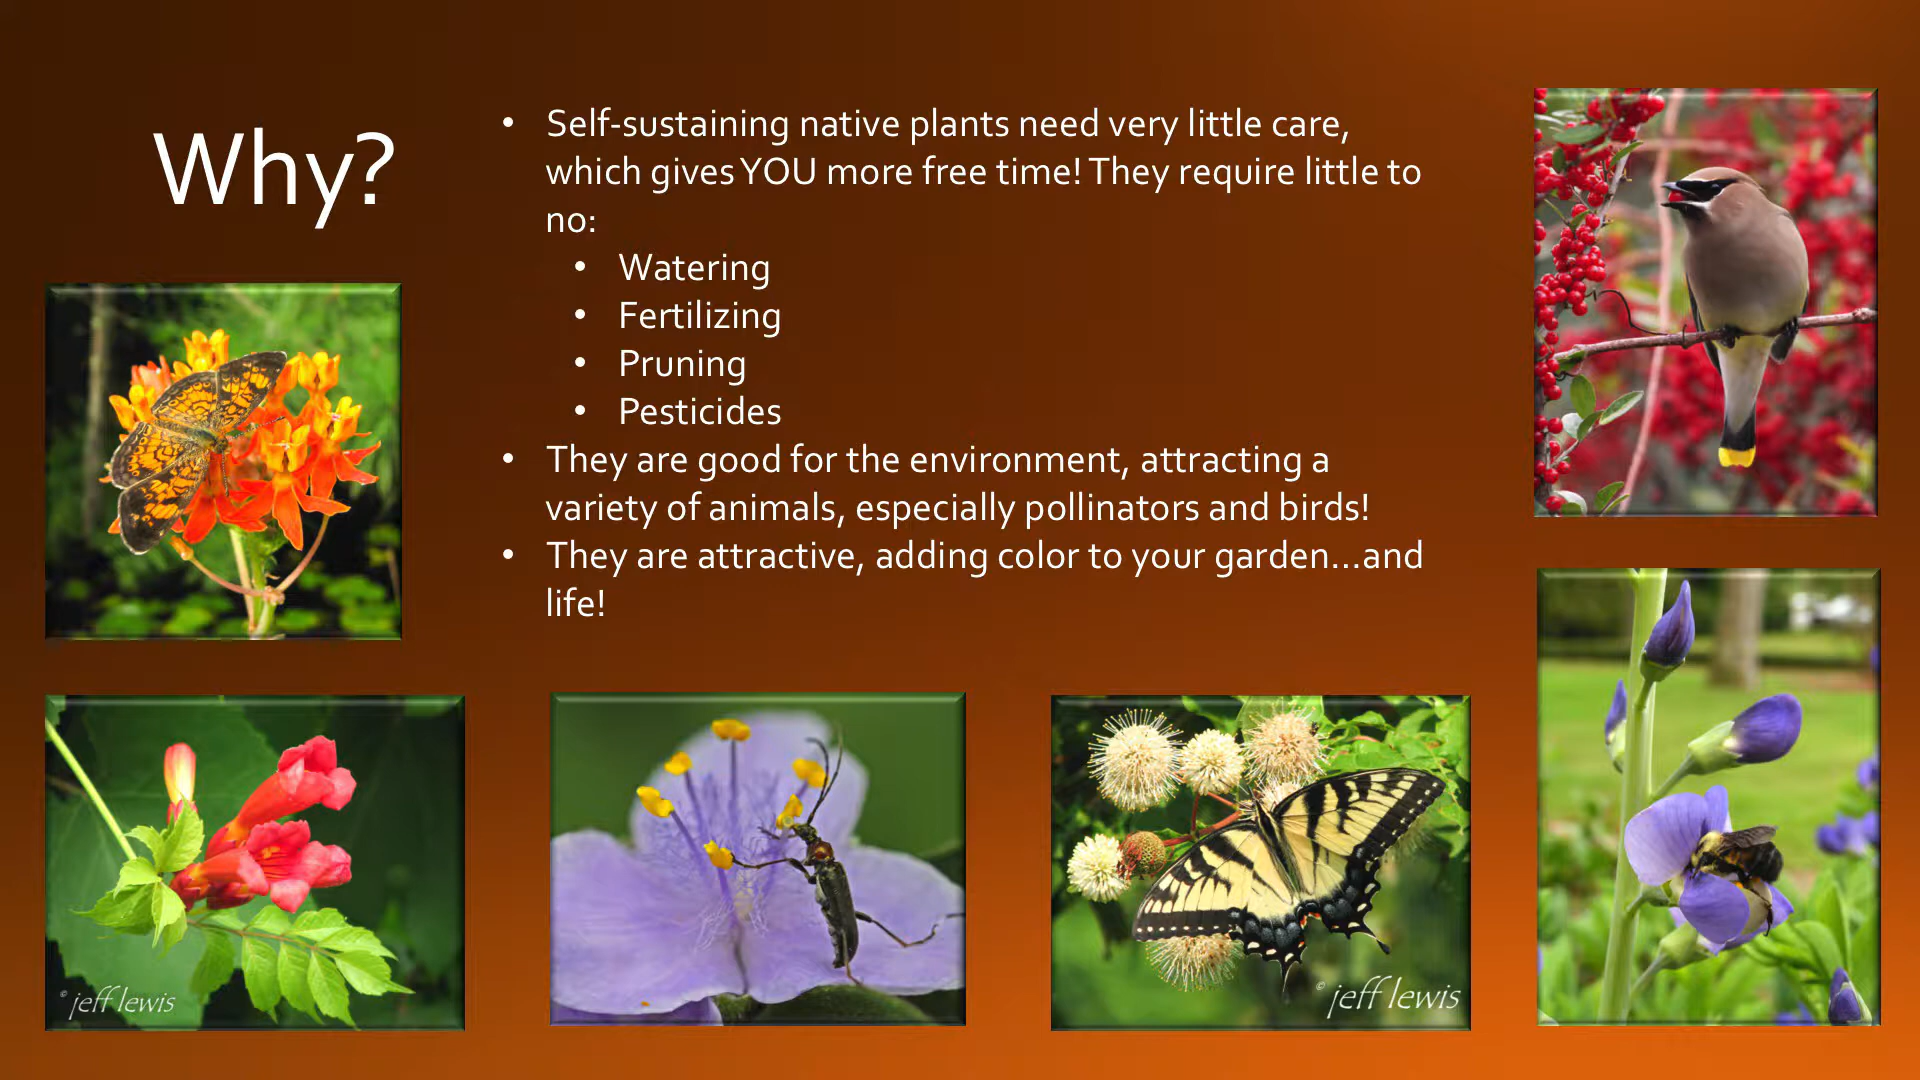 Why?
• Self-sustaining native plants need very little care,
which gives YOU more free time! They require little to
no:
• Watering
• Fertilizing
• Pruning
• Pesticides
• They are good for the environment, attracting a
variety of animals, especially pollinators and birds!
• They are attractive, adding color to your garden...and
life!
© jeff lewis
© jeff lewis